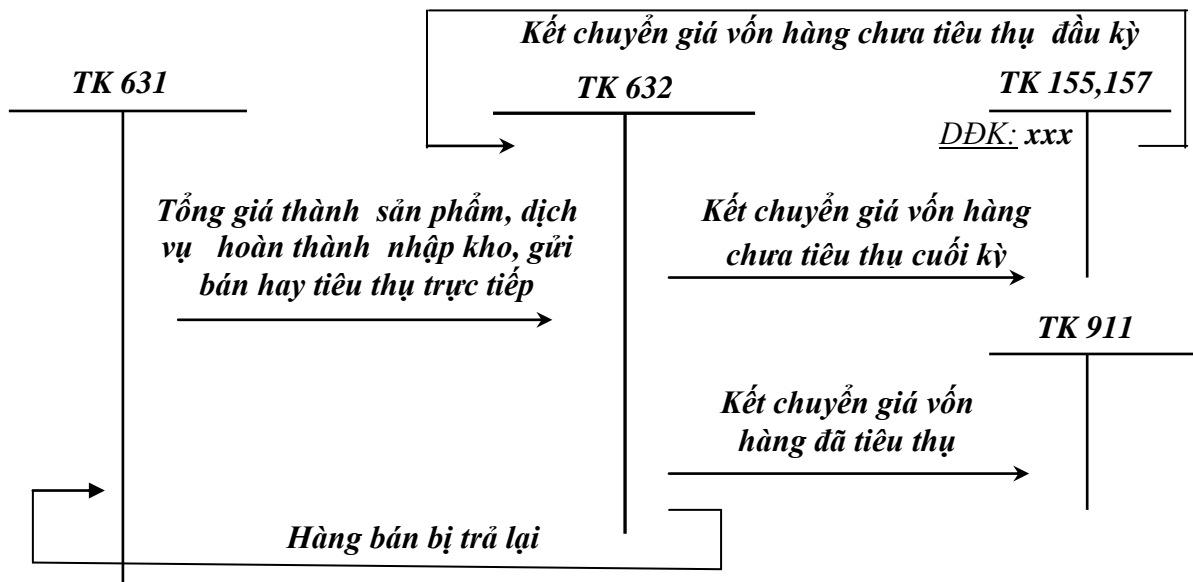 Kết chuyển giá vốn hàng chưa tiêu thụ đầu kỳ
TK 631
TK 632
TK 155,157
DĐK: xxx
Tổng giá thành sản phẩm, dịch
vụ hoàn thành nhập kho, gửi
bán hay tiêu thụ trực tiếp
Kết chuyển giá vốn hàng
chưa tiêu thụ cuối kỳ
TK 911
Kết chuyển giá vốn
hàng đã tiêu thụ
Hàng bán bị trả lại